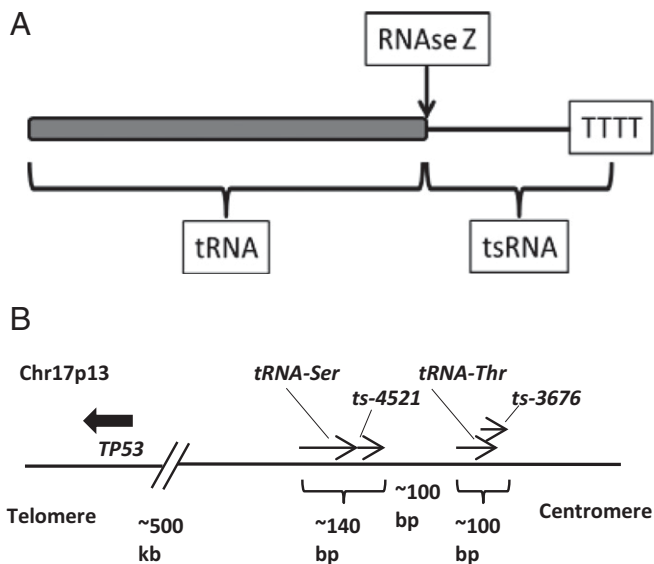 A
RNAse Z
TTTT
tRNA
tsRNA
B
Chr17p13
tRNA-Ser
tRNA-Thr
ts-4521
ts-3676
TP53
Telomere
~500
kb
~140
bp
~100
bp
~100
bp
Centromere